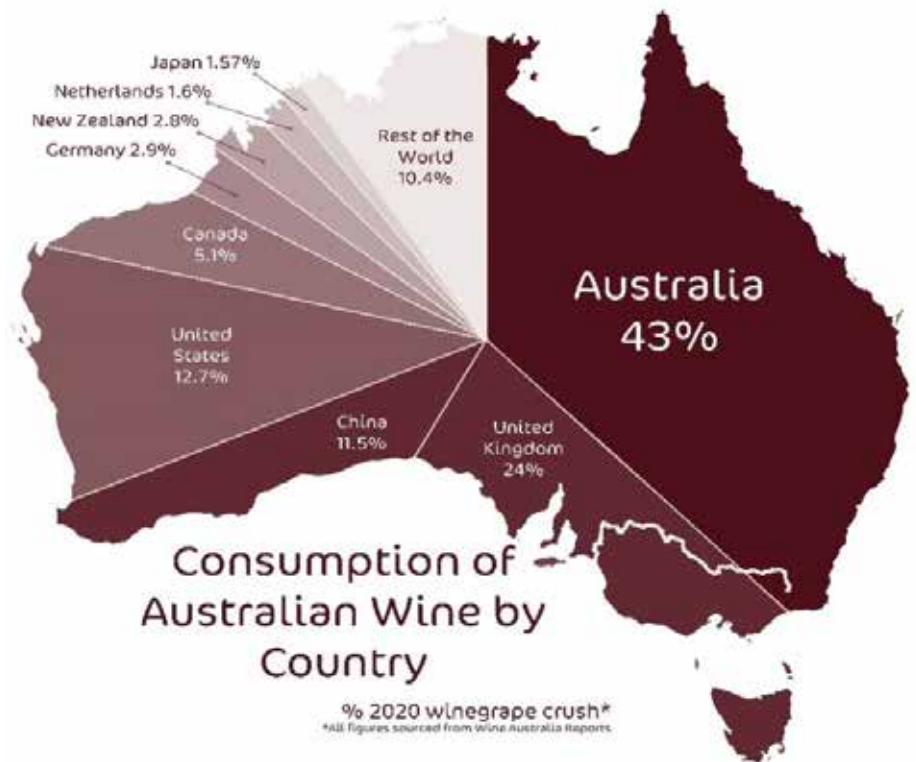 Japan 1.57%
Netherlands 1.6%
New Zealand 2.8%
Germany 2.9%
Canada
5.1%
United
States
12.7%
China
11.5%
United
Kingdom
24%
Rest of the
World
10.4%
Australia
43%
Consumption of
Australian Wine by
Country
% 2020 winegrape crush*
*All figures sourced from Wine Australia Reports